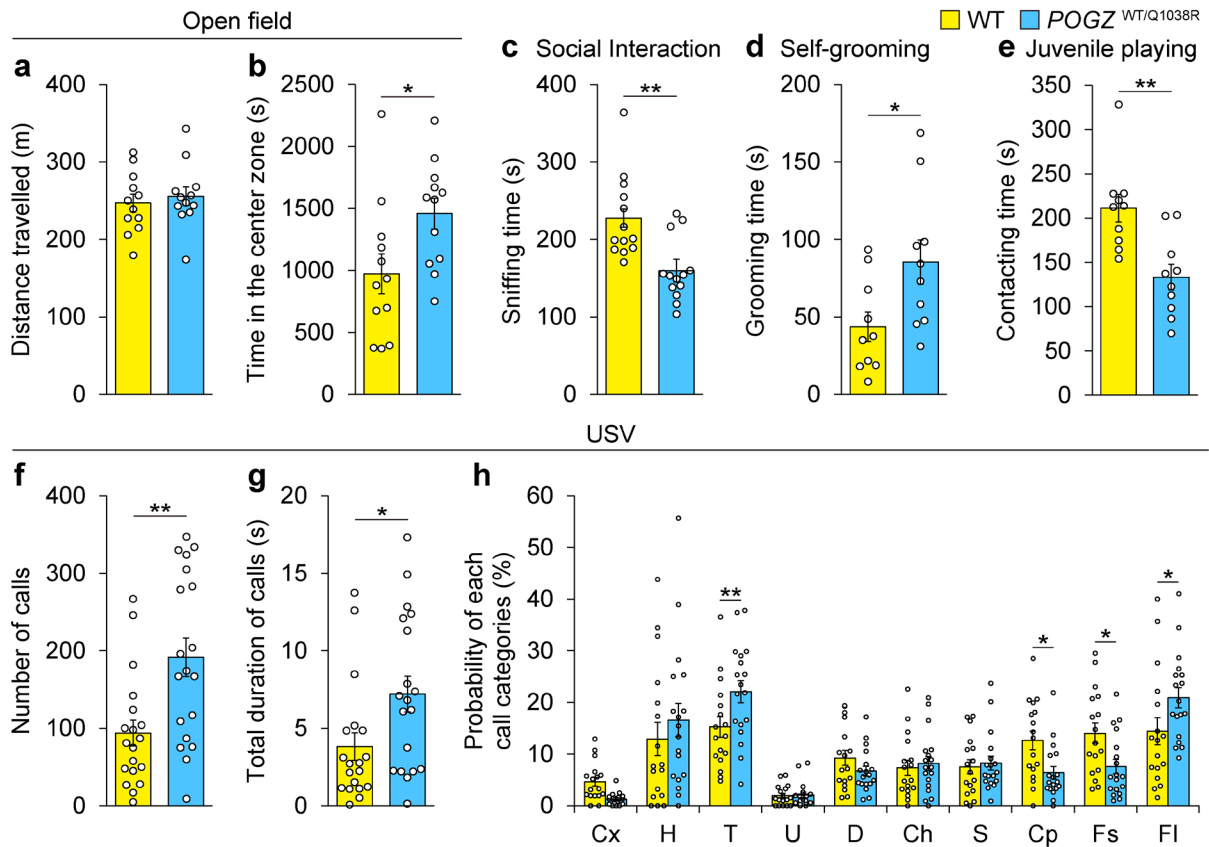 Open field
WT POGZ WT/Q1038R
a
b
c Social Interaction
d Self-grooming
e Juvenile playing
Distance travelled (m)
400
300
200
100
0
Time in the center zone (s)
2500
2000
1500
1000
500
0
*
Sniffing time (s)
400
300
200
100
0
**
Grooming time (s)
200
150
100
50
0
*
Contacting time (s)
350
300
250
200
150
100
50
0
**
USV
f
Number of calls
400
300
200
100
0
**
g
Total duration of calls (s)
20
15
10
5
0
*
h
Probability of each
call categories (%)
60
50
40
30
20
10
0
**
*
*
*
Cx H T U D Ch S Cp Fs Fl